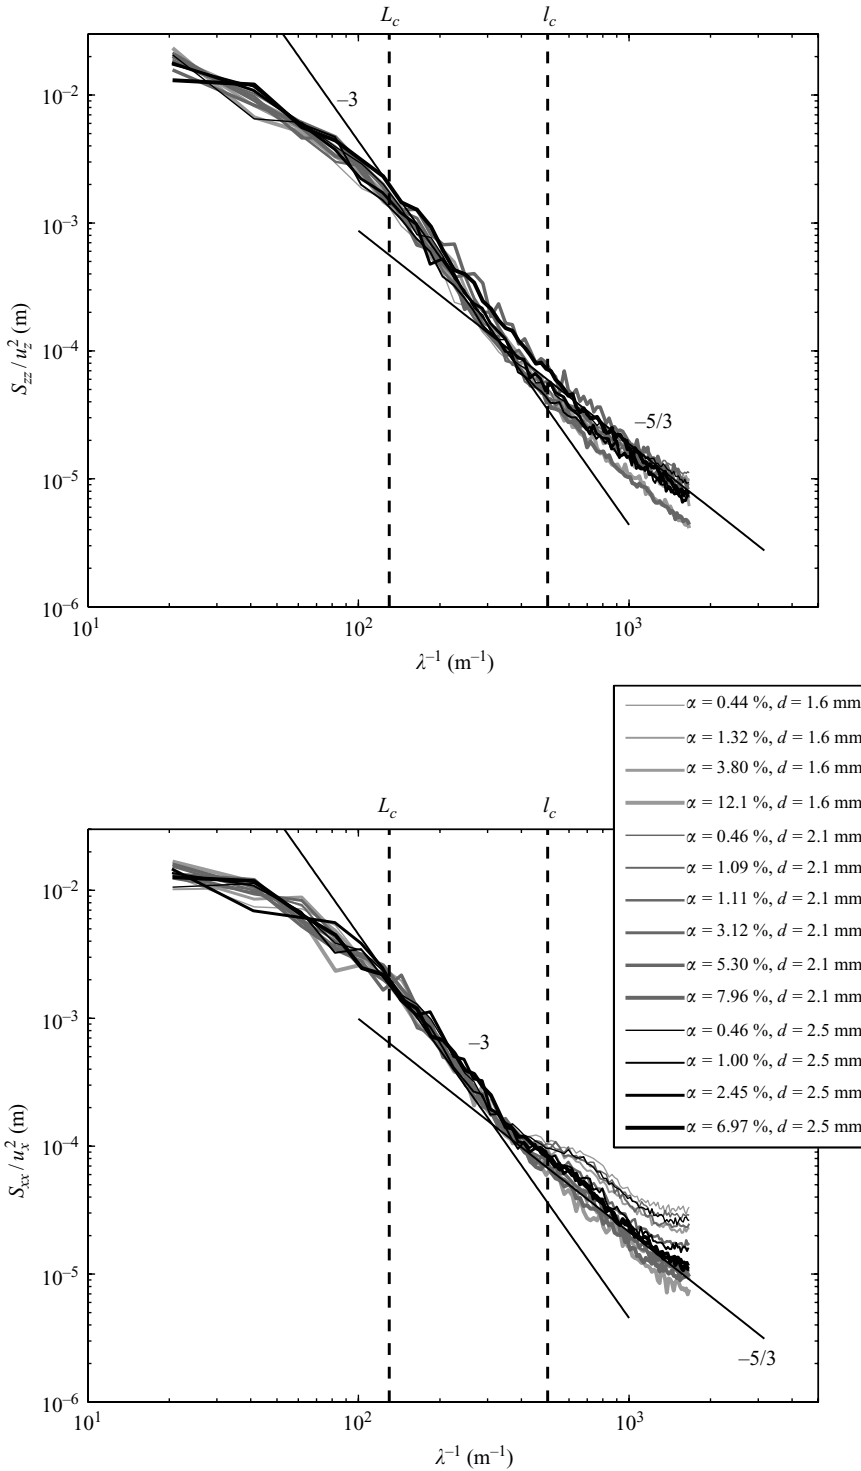 L_c l_c
10^–2
–3
10^–3
S_zz / u_z^2 (m)
10^–4
–5/3
10^–5
10^–6
10^1 10^2 10^3
λ^–1 (m^–1)
α = 0.44 %, d = 1.6 mm
α = 1.32 %, d = 1.6 mm
α = 3.80 %, d = 1.6 mm
α = 12.1 %, d = 1.6 mm
α = 0.46 %, d = 2.1 mm
α = 1.09 %, d = 2.1 mm
α = 1.11 %, d = 2.1 mm
α = 3.12 %, d = 2.1 mm
α = 5.30 %, d = 2.1 mm
α = 7.96 %, d = 2.1 mm
α = 0.46 %, d = 2.5 mm
α = 1.00 %, d = 2.5 mm
α = 2.45 %, d = 2.5 mm
α = 6.97 %, d = 2.5 mm
L_c l_c
10^–2
10^–3
–3
S_xx / u_x^2 (m)
10^–4
10^–5
–5/3
10^–6
10^1 10^2 10^3
λ^–1 (m^–1)